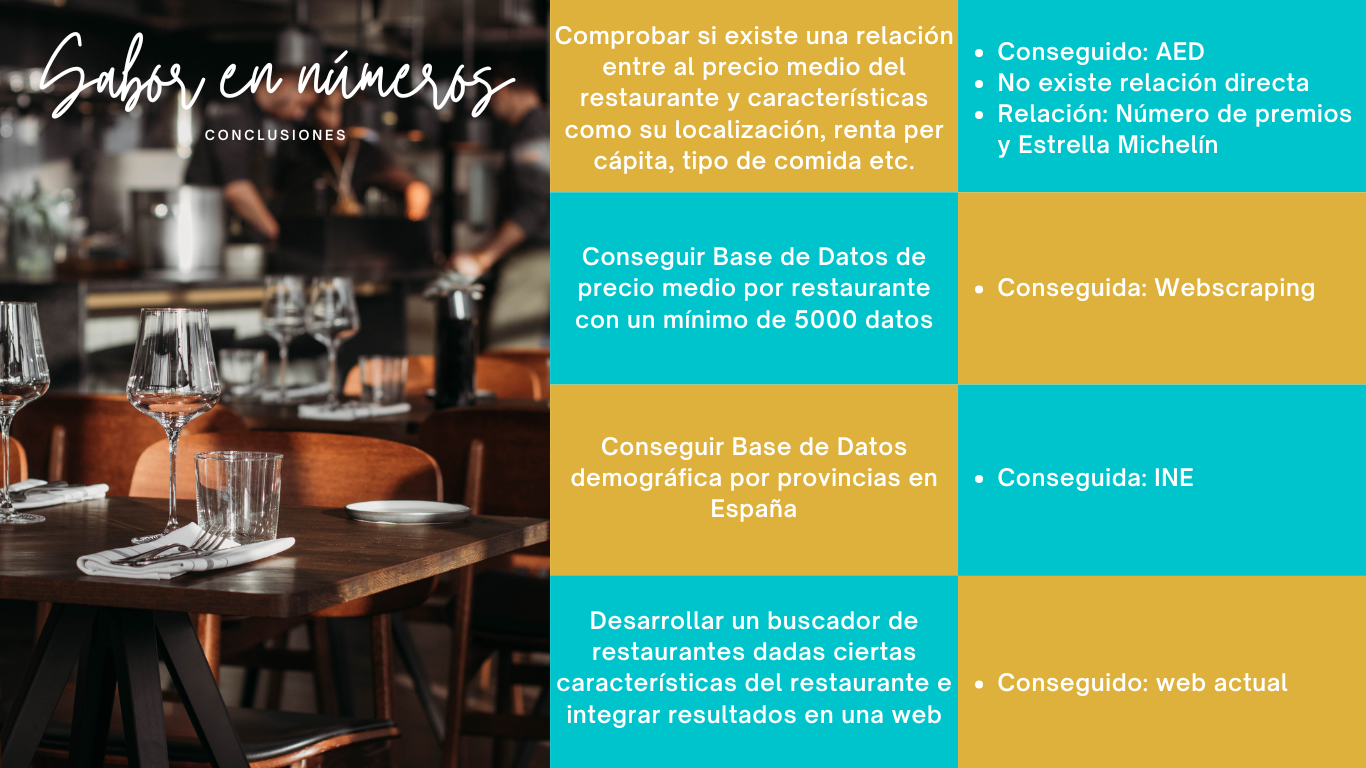 Sabor en números
CONCLUSIONES
Comprobar si existe una relación
entre al precio medio del
restaurante y características
como su localización, renta per
cápita, tipo de comida etc.
• Conseguido: AED
• No existe relación directa
• Relación: Número de premios
y Estrella Michelín
Conseguir Base de Datos de
precio medio por restaurante
con un mínimo de 5000 datos
• Conseguida: Webscraping
Conseguir Base de Datos
demográfica por provincias en
España
• Conseguida: INE
Desarrollar un buscador de
restaurantes dadas ciertas
características del restaurante e
integrar resultados en una web
• Conseguido: web actual